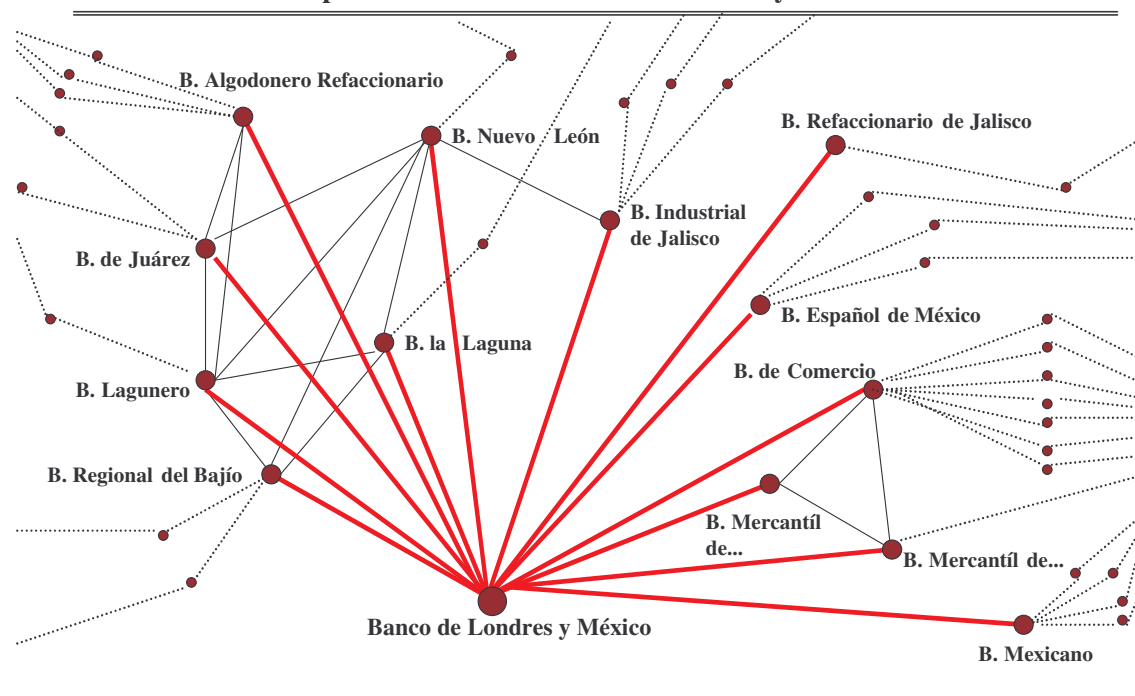 B. Algodonero Refaccionario
B. Nuevo León
B. Refaccionario de Jalisco
B. Industrial
de Jalisco
B. de Juárez
B. Español de México
B. la Laguna
B. de Comercio
B. Lagunero
B. Regional del Bajío
B. Mercantíl
de...
B. Mercantíl de...
Banco de Londres y México
B. Mexicano